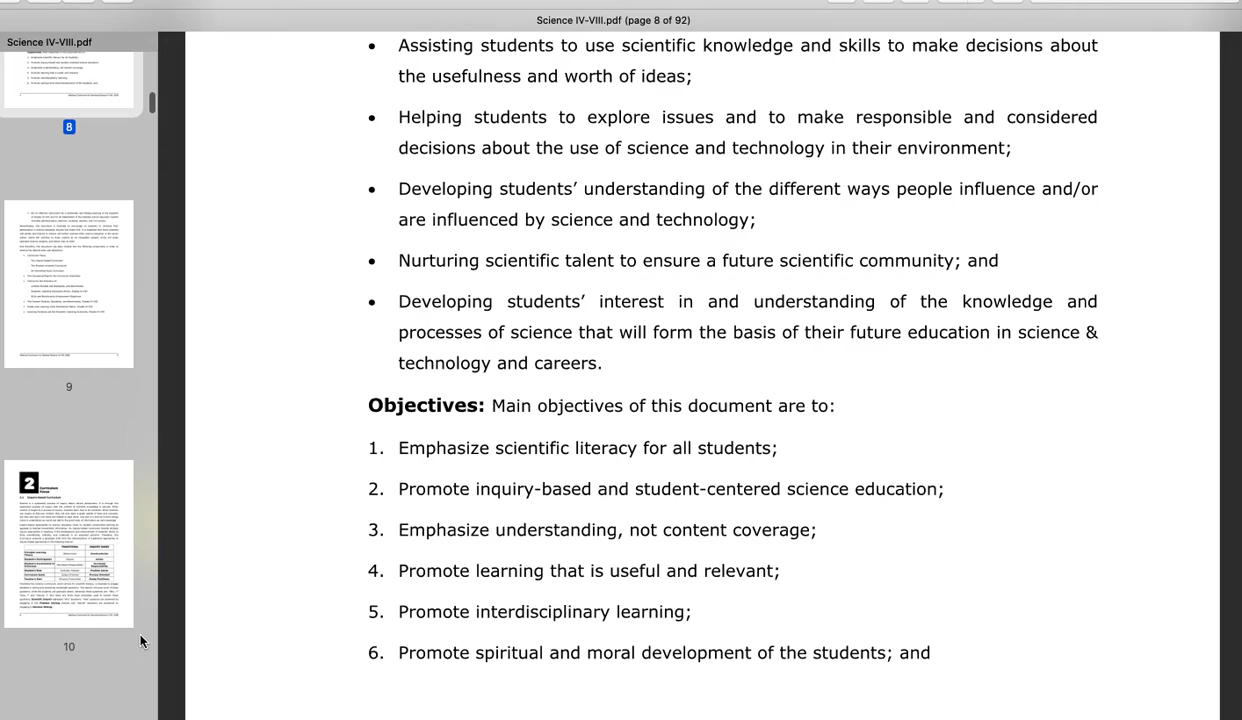 Science IV-VIII.pdf (page 8 of 92)
Science IV-VIII.pdf
8
9
2
Curriculum
Focus
TRADITIONAL
INQUIRY BASED
10
• Assisting students to use scientific knowledge and skills to make decisions about
the usefulness and worth of ideas;
• Helping students to explore issues and to make responsible and considered
decisions about the use of science and technology in their environment;
• Developing students’ understanding of the different ways people influence and/or
are influenced by science and technology;
• Nurturing scientific talent to ensure a future scientific community; and
• Developing students’ interest in and understanding of the knowledge and
processes of science that will form the basis of their future education in science &
technology and careers.
Objectives: Main objectives of this document are to:
1. Emphasize scientific literacy for all students;
2. Promote inquiry-based and student-centered science education;
3. Emphasize understanding, not content coverage;
4. Promote learning that is useful and relevant;
5. Promote interdisciplinary learning;
6. Promote spiritual and moral development of the students; and